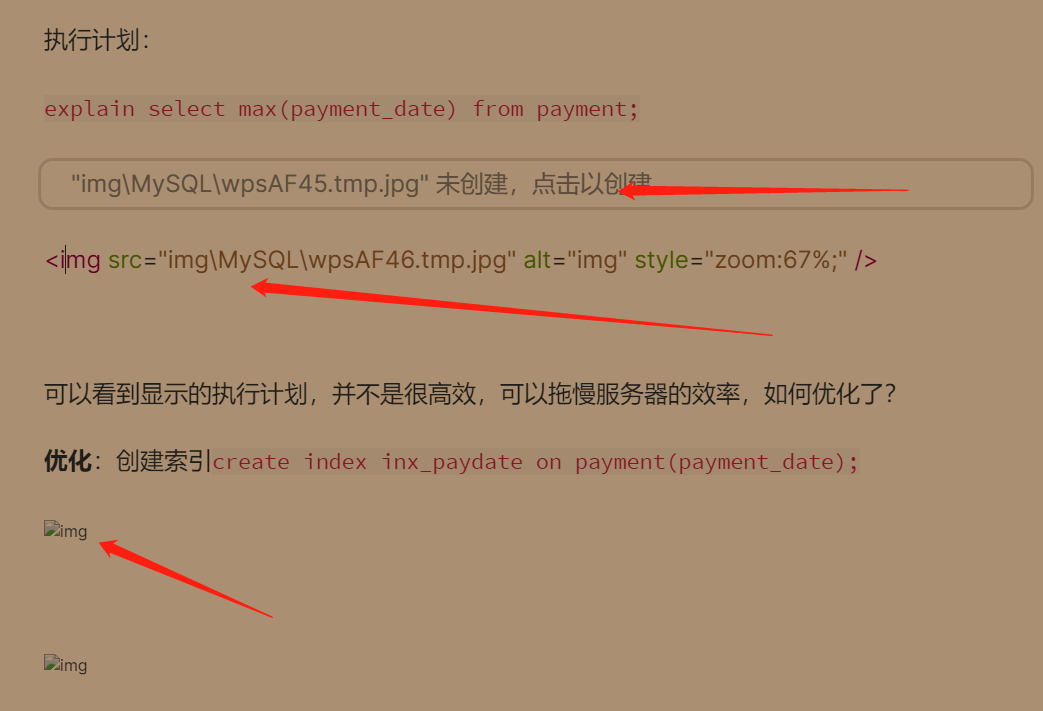 执行计划：
explain select max(payment_date) from payment;
"img\MySQL\wpsAF45.tmp.jpg" 未创建，点击以创建
<img src="img\MySQL\wpsAF46.tmp.jpg" alt="img" style="zoom:67%;" />
可以看到显示的执行计划，并不是很高效，可以拖慢服务器的效率，如何优化了？
优化：创建索引create index inx_paydate on payment(payment_date);
img
img